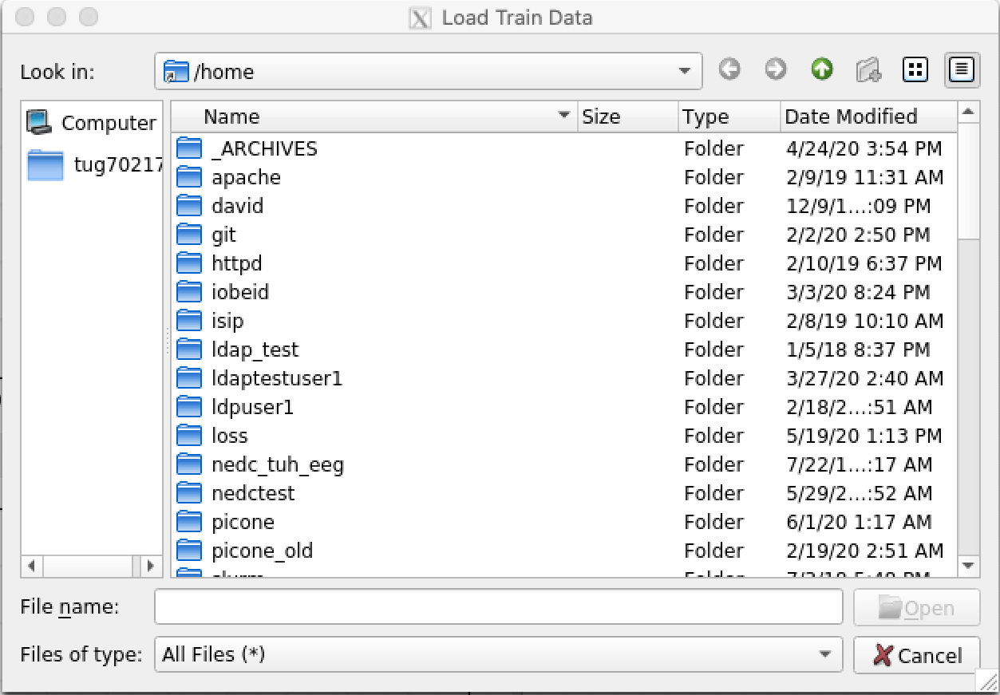 Load Train Data
Look in: /home
Computer
tug70217
Name Size Type Date Modified
_ARCHIVES Folder 4/24/20 3:54 PM
apache Folder 2/9/19 11:31 AM
david Folder 12/9/1...:09 PM
git Folder 2/2/20 2:50 PM
httpd Folder 2/10/19 6:37 PM
iobeid Folder 3/3/20 8:24 PM
isip Folder 2/8/19 10:10 AM
ldap_test Folder 1/5/18 8:37 PM
ldaptestuser1 Folder 3/27/20 2:40 AM
ldpuser1 Folder 2/18/2...:51 AM
loss Folder 5/19/20 1:13 PM
nedc_tuh_eeg Folder 7/22/1...:17 AM
nedctest Folder 5/29/2...:52 AM
picone Folder 6/1/20 1:17 AM
picone_old Folder 2/19/20 2:51 AM
File name: Open
Files of type: All Files (*) Cancel